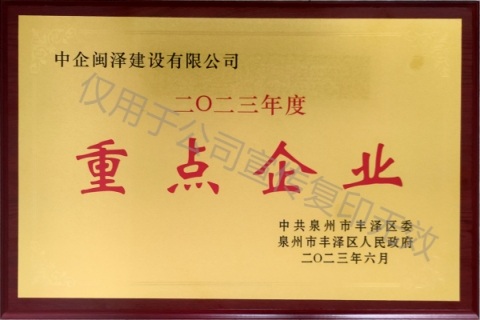 中企闽泽建设有限公司
二〇二三年度
重点企业
中共泉州市丰泽区委
泉州市丰泽区人民政府
二〇二三年六月
仅用于公司宣传复印无效